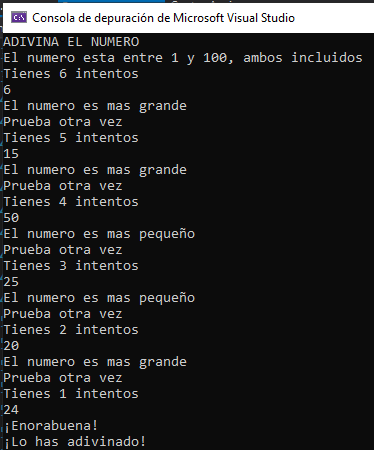 Consola de depuración de Microsoft Visual Studio
ADIVINA EL NUMERO
El numero esta entre 1 y 100, ambos incluidos
Tienes 6 intentos
6
El numero es mas grande
Prueba otra vez
Tienes 5 intentos
15
El numero es mas grande
Prueba otra vez
Tienes 4 intentos
50
El numero es mas pequeño
Prueba otra vez
Tienes 3 intentos
25
El numero es mas pequeño
Prueba otra vez
Tienes 2 intentos
20
El numero es mas grande
Prueba otra vez
Tienes 1 intentos
24
¡Enorabuena!
¡Lo has adivinado!